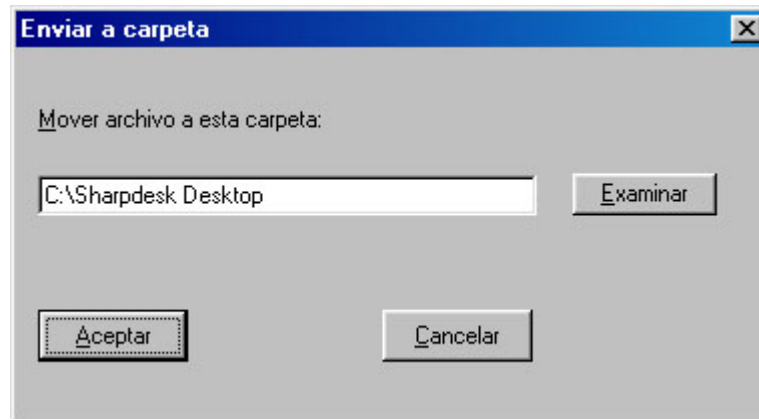 Enviar a carpeta
Mover archivo a esta carpeta:
C:\Sharpdesk Desktop
Examinar
Aceptar
Cancelar